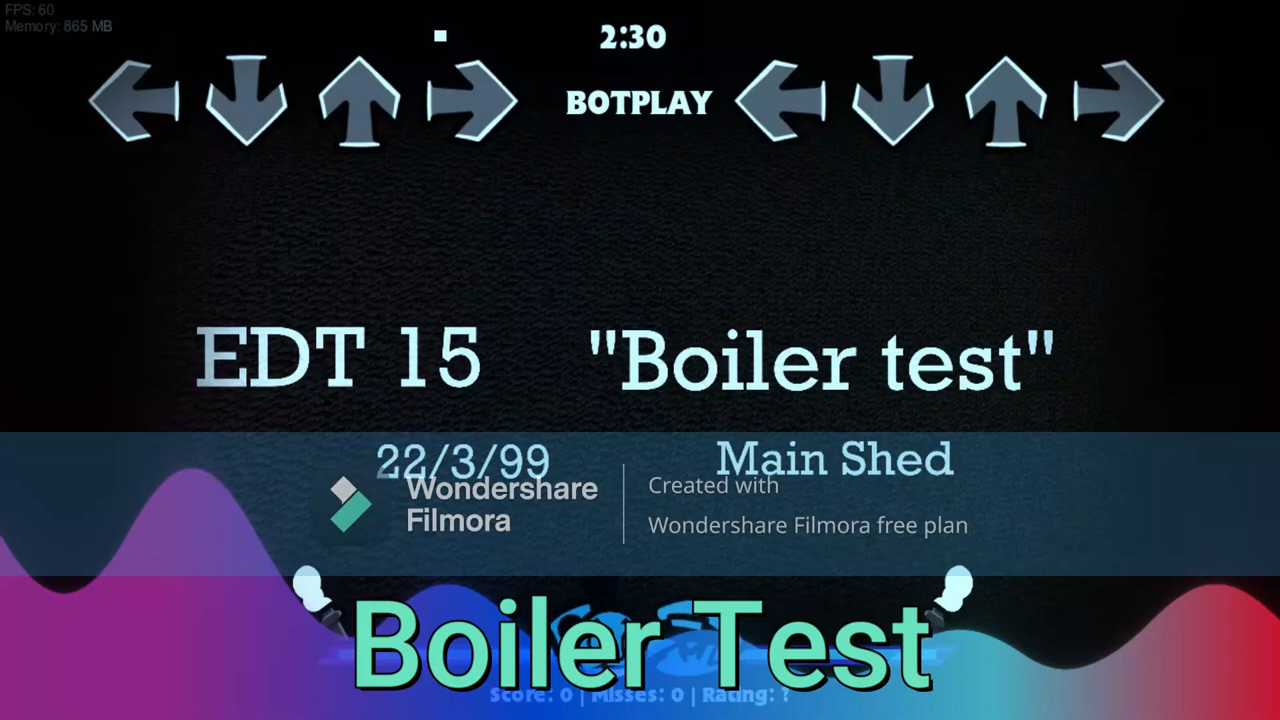 FPS: 60
Memory: 865 MB
2:30
BOTPLAY
EDT 15 "Boiler test"
22/3/99 Main Shed
Wondershare
Filmora
Created with
Wondershare Filmora free plan
Boiler Test
Score: 0 | Misses: 0 | Rating: ?